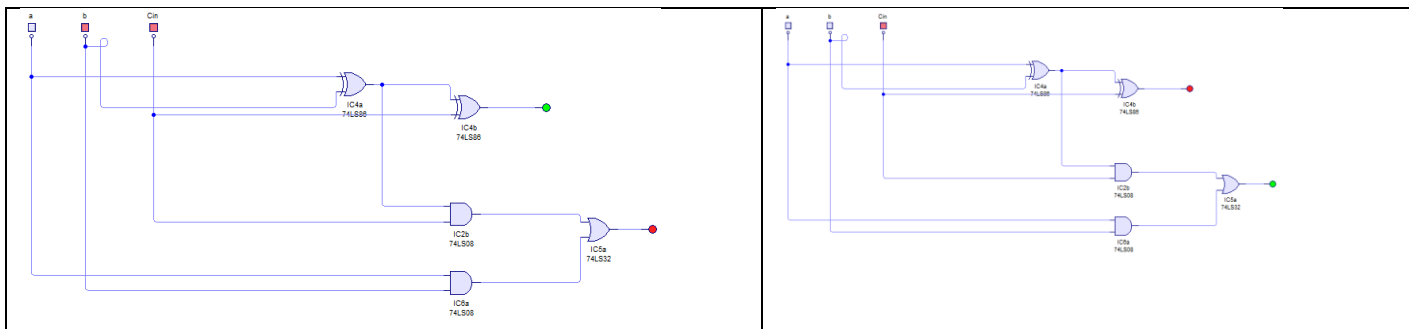 a b Cin
IC4a
74LS86
IC4b
74LS86
IC2b
74LS08
IC5a
74LS32
IC6a
74LS08
a b Cin
IC4a
74LS86
IC4b
74LS86
IC2b
74LS08
IC5a
74LS32
IC6a
74LS08